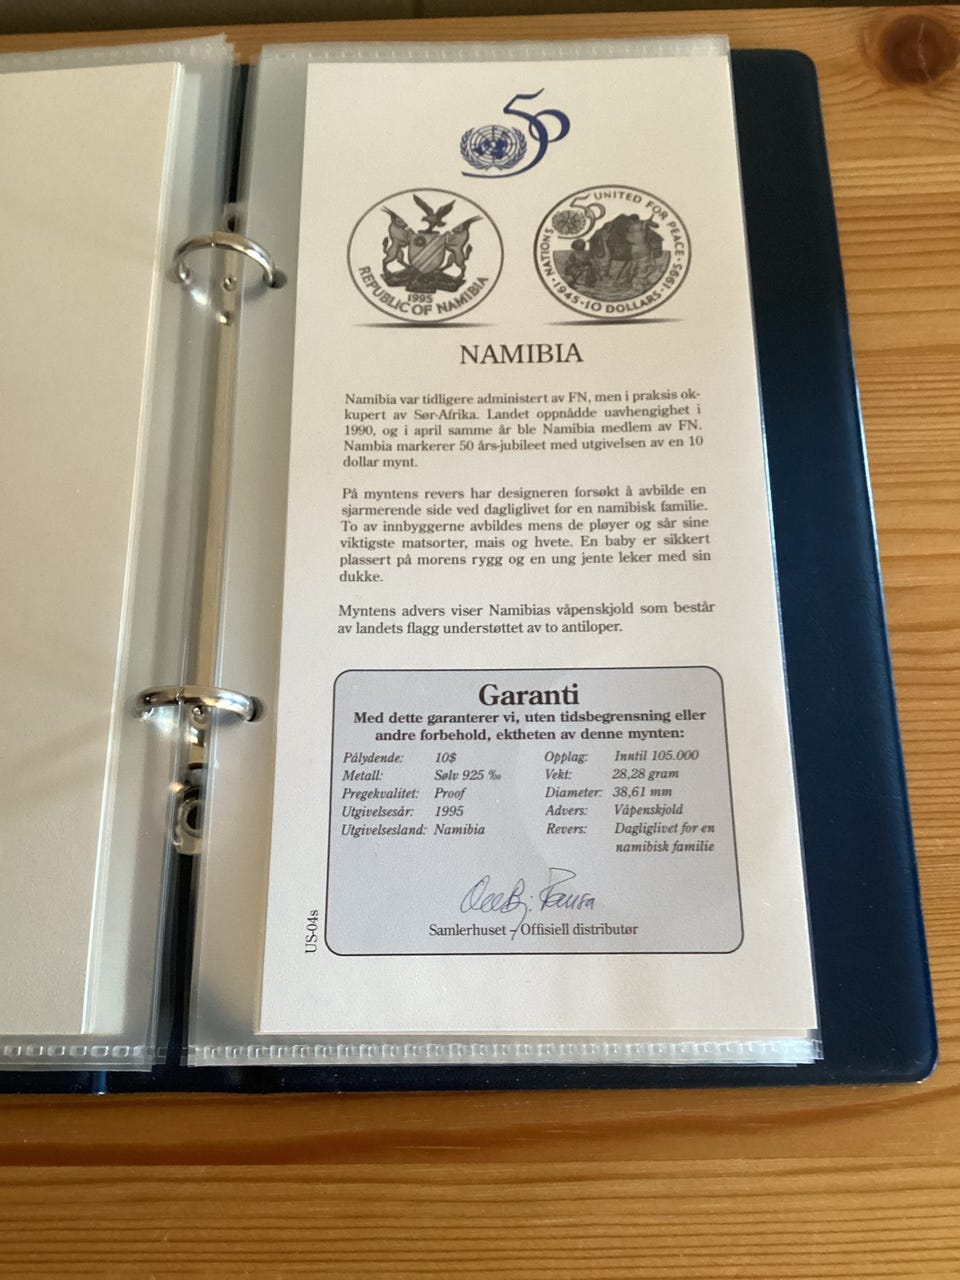 50
REPUBLIC OF NAMIBIA
1995
50
UNITED FOR PEACE
NATIONS · 1945 - 10 DOLLARS - 1995 ·
NAMIBIA
Namibia var tidligere administert av FN, men i praksis ok-
kupert av Sør-Afrika. Landet oppnådde uavhengighet i
1990, og i april samme år ble Namibia medlem av FN.
Nambia markerer 50 års-jubileet med utgivelsen av en 10
dollar mynt.
På myntens revers har designeren forsøkt å avbilde en
sjarmerende side ved dagliglivet for en namibisk familie.
To av innbyggerne avbildes mens de pløyer og sår sine
viktigste matsorter, mais og hvete. En baby er sikkert
plassert på morens rygg og en ung jente leker med sin
dukke.
Myntens advers viser Namibias våpenskjold som består
av landets flagg understøttet av to antiloper.
Garanti
Med dette garanterer vi, uten tidsbegrensning eller
andre forbehold, ektheten av denne mynten:
Pålydende: 10$ Opplag: Inntil 105.000
Metall: Sølv 925 ‰ Vekt: 28,28 gram
Pregekvalitet: Proof Diameter: 38,61 mm
Utgivelsesår: 1995 Advers: Våpenskjold
Utgivelsesland: Namibia Revers: Dagliglivet for en
namibisk familie
Samlerhuset - Offisiell distributør
US-04s